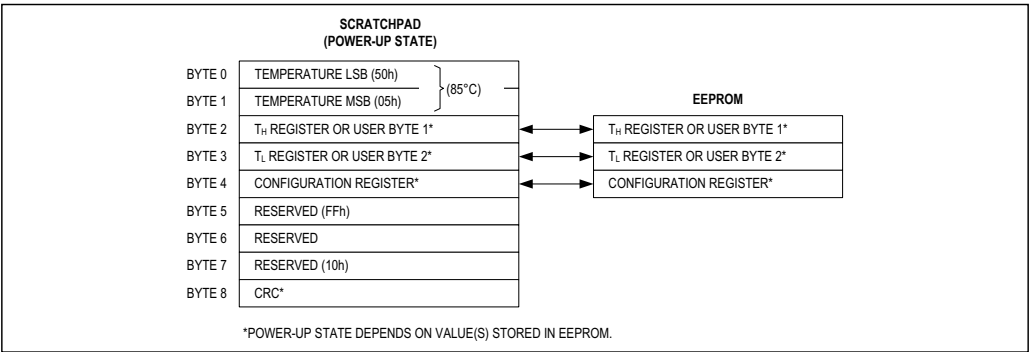 SCRATCHPAD
(POWER-UP STATE)
BYTE 0 TEMPERATURE LSB (50h)
(85°C)
BYTE 1 TEMPERATURE MSB (05h)
EEPROM
BYTE 2 TH REGISTER OR USER BYTE 1* TH REGISTER OR USER BYTE 1*
BYTE 3 TL REGISTER OR USER BYTE 2* TL REGISTER OR USER BYTE 2*
BYTE 4 CONFIGURATION REGISTER* CONFIGURATION REGISTER*
BYTE 5 RESERVED (FFh)
BYTE 6 RESERVED
BYTE 7 RESERVED (10h)
BYTE 8 CRC*
*POWER-UP STATE DEPENDS ON VALUE(S) STORED IN EEPROM.